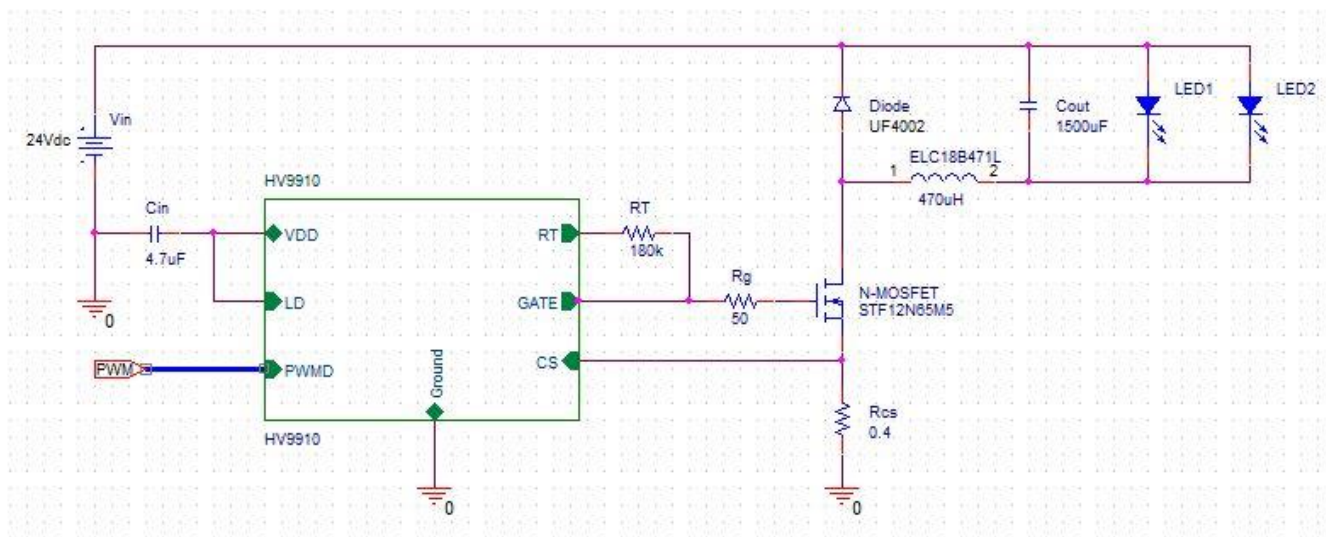 LED1
LED2
Vin
24Vdc
Diode
UF4002
Cout
1500uF
ELC18B471L
1
2
470uH
HV9910
Cin
4.7uF
VDD
RT
RT
180k
LD
GATE
Rg
50
N-MOSFET
STF12N65M5
0
PWM
PWMD
Ground
CS
Rcs
0.4
HV9910
0
0